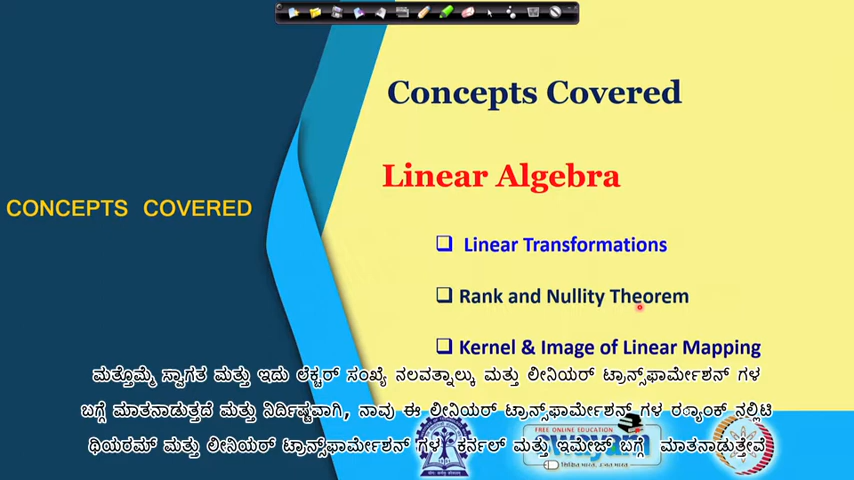 Concepts Covered
Linear Algebra
CONCEPTS COVERED
Linear Transformations
Rank and Nullity Theorem
Kernel & Image of Linear Mapping
ಮತ್ತೊಮ್ಮೆ ಸ್ವಾಗತ ಮತ್ತು ಇದು ಲೆಕ್ಚರ್ ಸಂಖ್ಯೆ ನಲವತ್ನಾಲ್ಕು ಮತ್ತು ಲೀನಿಯರ್ ಟ್ರಾನ್ಸ್‌ಫಾರ್ಮೇಶನ್ ಗಳ
ಬಗ್ಗೆ ಮಾತನಾಡುತ್ತದೆ ಮತ್ತು ನಿರ್ದಿಷ್ಟವಾಗಿ, ನಾವು ಈ ಲೀನಿಯರ್ ಟ್ರಾನ್ಸ್‌ಫಾರ್ಮೇಶನ್ ಗಳ ರ‍್ಯಾಂಕ್ ನಲ್ಲಿಟಿ
ಥಿಯರಮ್ ಮತ್ತು ಲೀನಿಯರ್ ಟ್ರಾನ್ಸ್‌ಫಾರ್ಮೇಶನ್ ಗಳ ಕರ್ನಲ್ ಮತ್ತು ಇಮೇಜ್ ಬಗ್ಗೆ ಮಾತನಾಡುತ್ತೇವೆ
FREE ONLINE EDUCATION
swayam